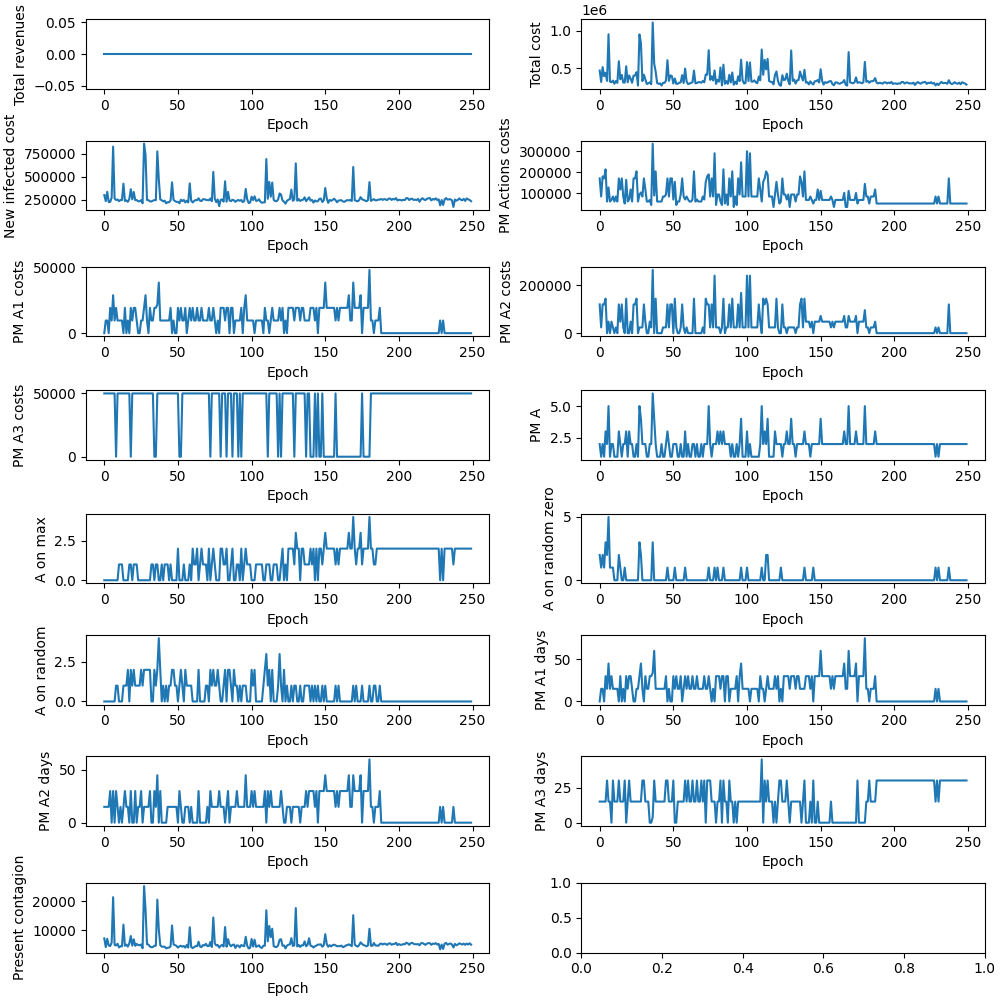 Total revenues
0.05
0.00
−0.05
0 50 100 150 200 250
Epoch
1e6
Total cost
1.0
0.5
0 50 100 150 200 250
Epoch
New infected cost
750000
500000
250000
0 50 100 150 200 250
Epoch
PM Actions costs
300000
200000
100000
0 50 100 150 200 250
Epoch
PM A1 costs
50000
0
0 50 100 150 200 250
Epoch
PM A2 costs
200000
0
0 50 100 150 200 250
Epoch
PM A3 costs
50000
0
0 50 100 150 200 250
Epoch
PM A
5.0
2.5
0 50 100 150 200 250
Epoch
A on max
2.5
0.0
0 50 100 150 200 250
Epoch
A on random zero
5
0
0 50 100 150 200 250
Epoch
A on random
2.5
0.0
0 50 100 150 200 250
Epoch
PM A1 days
50
0
0 50 100 150 200 250
Epoch
PM A2 days
50
0
0 50 100 150 200 250
Epoch
PM A3 days
25
0
0 50 100 150 200 250
Epoch
Present contagion
20000
10000
0 50 100 150 200 250
Epoch
1.0
0.5
0.0
0.0 0.2 0.4 0.6 0.8 1.0